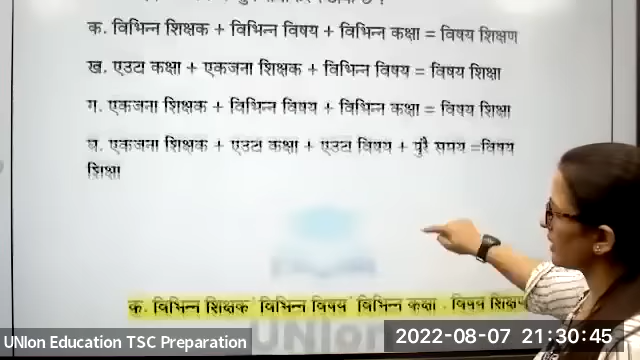 क. विभिन्न शिक्षक + विभिन्न विषय + विभिन्न कक्षा = विषय शिक्षण
ख. एउटा कक्षा + एकजना शिक्षक + विभिन्न विषय = विषय शिक्षा
ग. एकजना शिक्षक + विभिन्न विषय + विभिन्न कक्षा = विषय शिक्षा
घ. एकजना शिक्षक + एउटा कक्षा + एउटा विषय + पुरै समय =विषय
शिक्षा
क. विभिन्न शिक्षक विभिन्न विषय विभिन्न कक्षा विषय शिक्षण
UNIon
UNIon Education TSC Preparation
2022-08-07 21:30:45